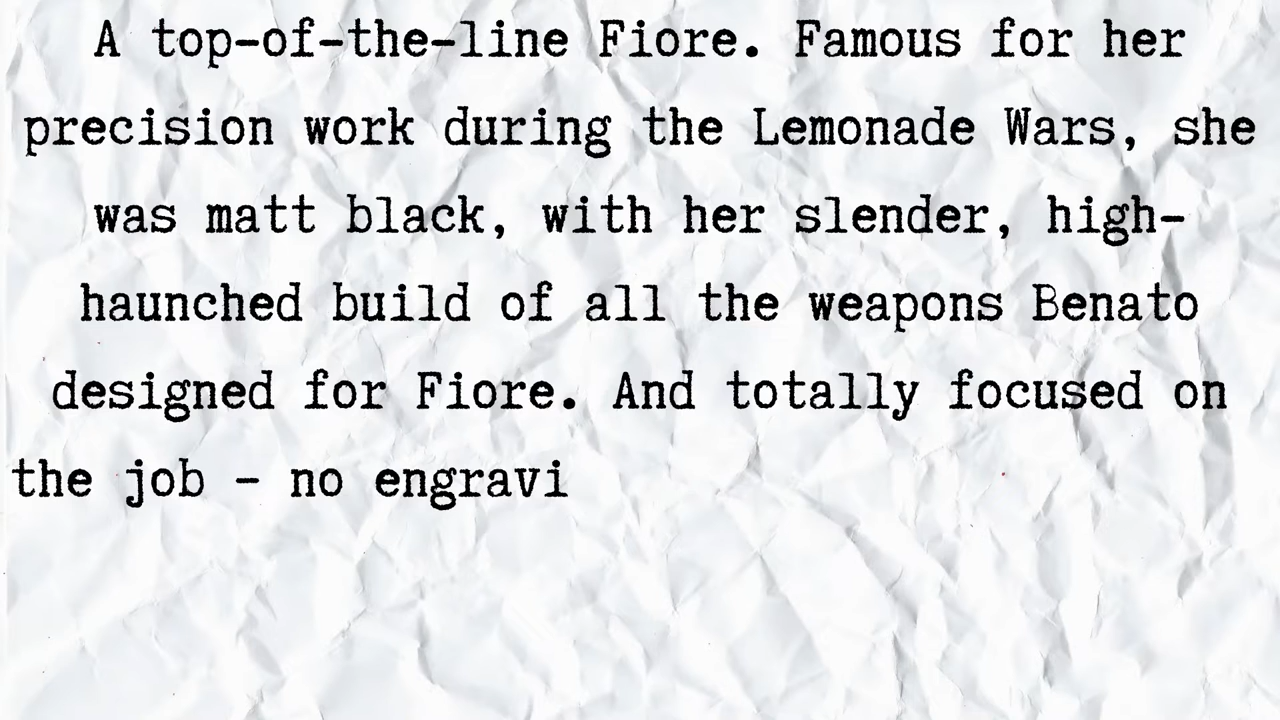 A top-of-the-line Fiore. Famous for her
precision work during the Lemonade Wars, she
was matt black, with her slender, high-
haunched build of all the weapons Benato
designed for Fiore. And totally focused on
the job - no engravi